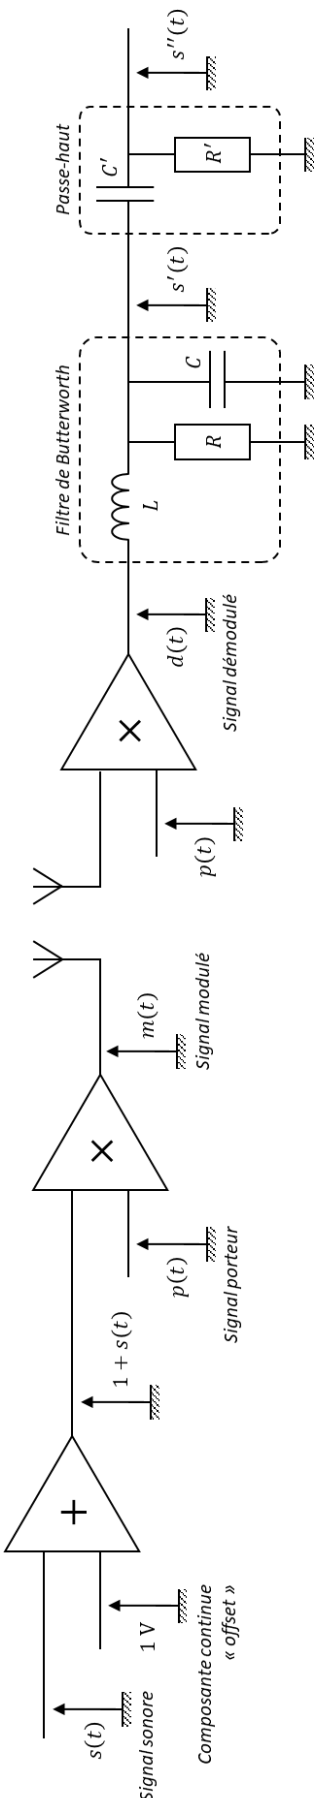 s(t)
Signal sonore
1 V
Composante continue
« offset »
+
1 + s(t)
p(t)
Signal porteur
×
m(t)
Signal modulé
p(t)
×
d(t)
Signal démodulé
Filtre de Butterworth
L
R
C
s′(t)
Passe-haut
C′
R′
s′′(t)